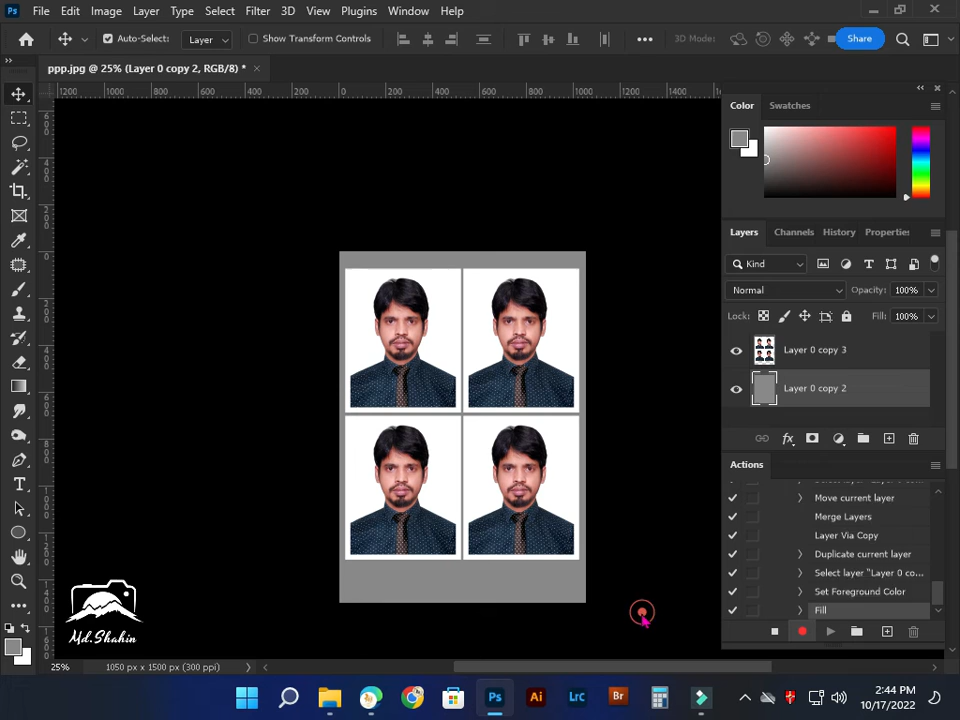 Ps File Edit Image Layer Type Select Filter 3D View Plugins Window Help
Auto-Select: Layer Show Transform Controls 3D Mode: Share
ppp.jpg @ 25% (Layer 0 copy 2, RGB/8) *
1200 1000 800 600 400 200 0 200 400 600 800 1000 1200 1400
Color Swatches
Layers Channels History Properties
Kind
Normal Opacity: 100%
Lock: Fill: 100%
Layer 0 copy 3
Layer 0 copy 2
Actions
Move current layer
Merge Layers
Layer Via Copy
Duplicate current layer
Select layer "Layer 0 co...
Set Foreground Color
Fill
Md.Shahin
25% 1050 px x 1500 px (300 ppi)
Ps Ai Lrc Br
2:44 PM
10/17/2022